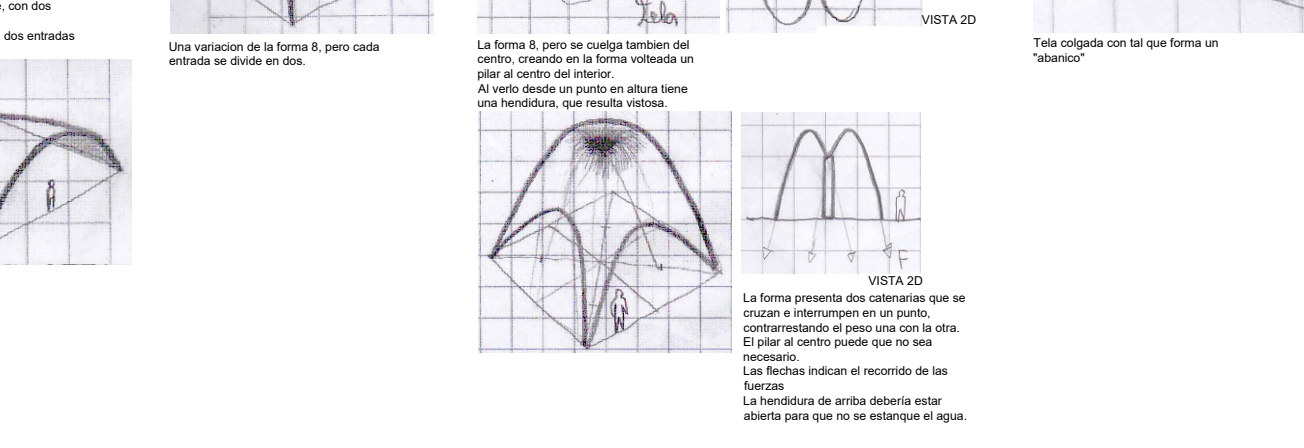 , con dos
dos entradas
Una variacion de la forma 8, pero cada
entrada se divide en dos.
Tela
La forma 8, pero se cuelga tambien del
centro, creando en la forma volteada un
pilar al centro del interior.
Al verlo desde un punto en altura tiene
una hendidura, que resulta vistosa.
VISTA 2D
F
VISTA 2D
La forma presenta dos catenarias que se
cruzan e interrumpen en un punto,
contrarrestando el peso una con la otra.
El pilar al centro puede que no sea
necesario.
Las flechas indican el recorrido de las
fuerzas
La hendidura de arriba debería estar
abierta para que no se estanque el agua.
Tela colgada con tal que forma un
"abanico"